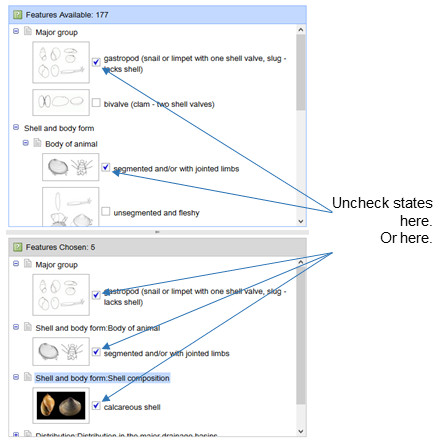 Features Available: 177
Major group
gastropod (snail or limpet with one shell valve, slug -
lacks shell)
bivalve (clam - two shell valves)
Shell and body form
Body of animal
segmented and/or with jointed limbs
unsegmented and fleshy
Uncheck states
here.
Or here.
Features Chosen: 5
Major group
gastropod (snail or limpet with one shell valve, slug -
lacks shell)
Shell and body form:Body of animal
segmented and/or with jointed limbs
Shell and body form:Shell composition
calcareous shell
Distribution:Distribution in the major drainage basins